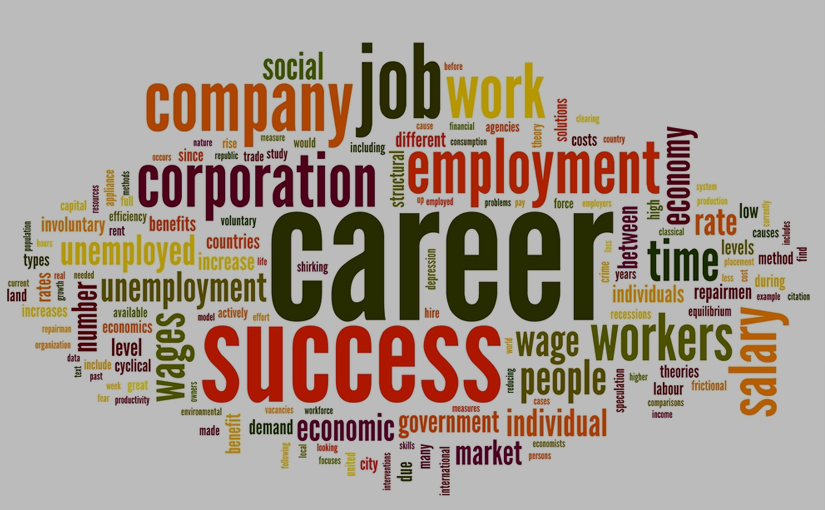 social
job
before
company
work
solutions
clearing
cause
financial
agencies
theory
nature
rise
measure
would
including
different
consumption
costs
country
occurs
since
republic
trade
study
structural
employment
economy
corporation
up
employed
problems
pay
force
employers
high
system
resources
appliance
methods
full
capital
production
efficiency
involuntary
rent
benefits
voluntary
career
between
classical
rate
low
currently
causes
includes
population
hours
types
unemployed
countries
increase
life
shirking
depression
crime
loss
years
time
levels
placement
method
find
current
land
rates
real
growth
needed
number
unemployment
less
cost
during
individuals
repairmen
example
citation
increases
available
model
actively
effort
hire
recessions
equilibrium
repairman
economics
wages
organization
level
success
world
wage
workers
salary
data
text
include
cyclical
past
week
great
fear
productivity
owners
reducing
people
speculation
higher
theories
labour
frictional
comparisons
income
environmental
vacancies
workforce
measures
cases
made
benefit
demand
economic
government
individual
following
local
looking
focuses
united
city
interventions
skills
due
many
international
market
economists
persons